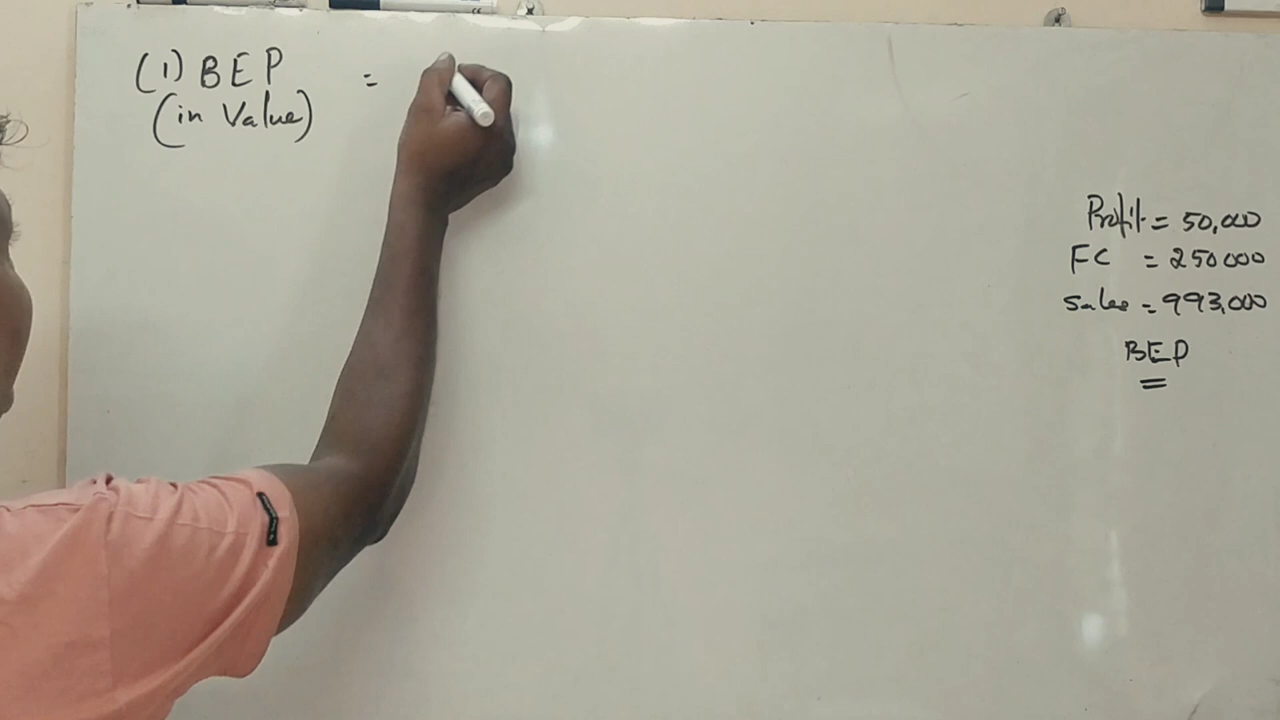 (1) BEP =
(in Value)
Profit = 50,000
FC = 250000
Sales = 993,000
BEP